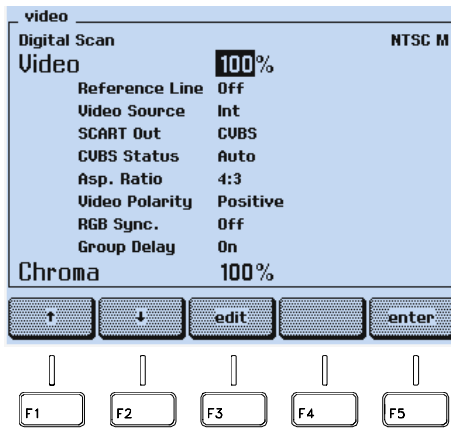 video
Digital Scan NTSC M
Video 100%
Reference Line Off
Video Source Int
SCART Out CVBS
CVBS Status Auto
Asp. Ratio 4:3
Video Polarity Positive
RGB Sync. Off
Group Delay On
Chroma 100%
↑ ↓ edit enter
F1 F2 F3 F4 F5